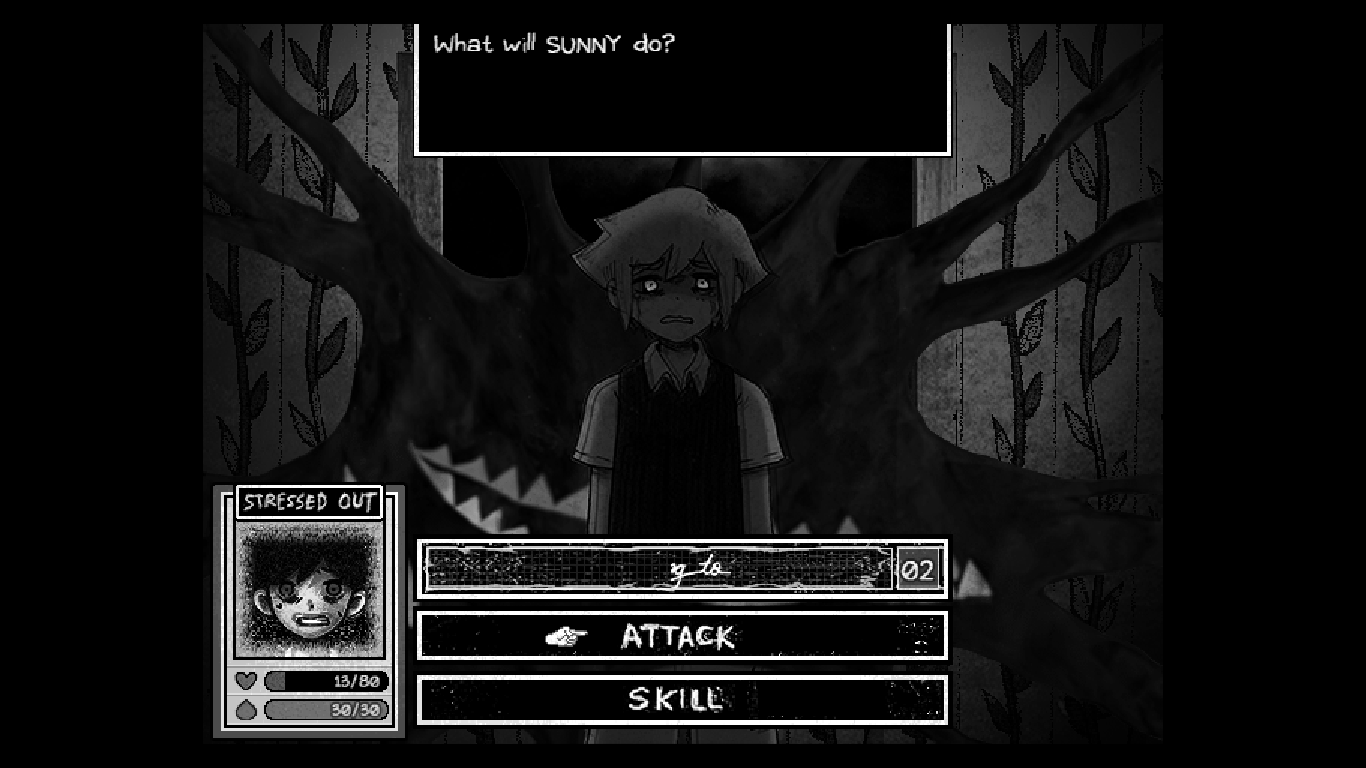 What will SUNNY do?
STRESSED OUT
02
ATTACK
13/80
SKILL
30/30